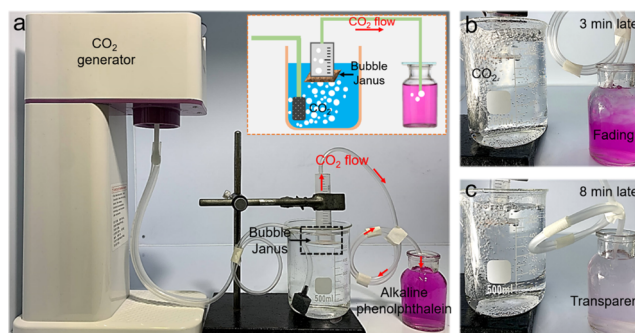 a
CO₂
generator
CO₂ flow
Bubble
Janus
CO₂
CO₂ flow
Bubble
Janus
500ml
Alkaline
phenolphthalein
b
3 min late
CO₂
Fading
c
8 min late
500ml
Transparen